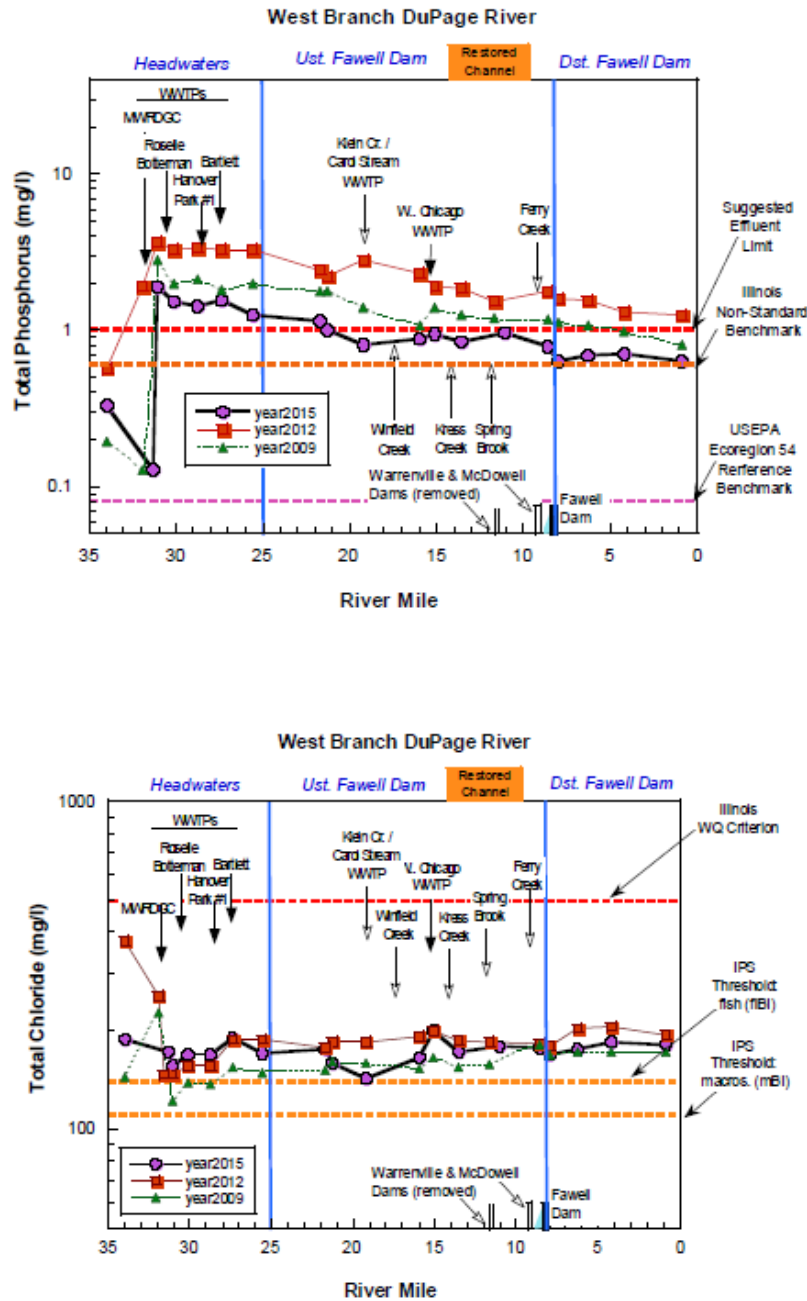 West Branch DuPage River
Headwaters
Ust. Fawell Dam
Restored
Channel
Dst. Fawell Dam
WWTPs
MWRDGC
Roselle
Botterman
Hanover
Park #1
Bartlett
Klein Cr. /
Carol Stream
WWTP
W. Chicago
WWTP
Ferry
Creek
Suggested
Effluent
Limit
Illinois
Non-Standard
Benchmark
USEPA
Ecoregion 54
Rerference
Benchmark
Total Phosphorus (mg/l)
10
1
0.1
year2015
year2012
year2009
Winfield
Creek
Kress
Creek
Spring
Brook
Warrenville & McDowell
Dams (removed)
Fawell
Dam
35 30 25 20 15 10 5 0
River Mile
West Branch DuPage River
Headwaters
Ust. Fawell Dam
Restored
Channel
Dst. Fawell Dam
WWTPs
MWRDGC
Roselle
Botterman
Hanover
Park #1
Bartlett
Klein Cr. /
Carol Stream
WWTP
Winfield
Creek
V. Chicago
WWTP
Kress
Creek
Spring
Brook
Ferry
Creek
Illinois
WQ Criterion
IPS
Threshold:
fish (fIBI)
IPS
Threshold:
macros. (mIBI)
Total Chloride (mg/l)
1000
100
year2015
year2012
year2009
Warrenville & McDowell
Dams (removed)
Fawell
Dam
35 30 25 20 15 10 5 0
River Mile